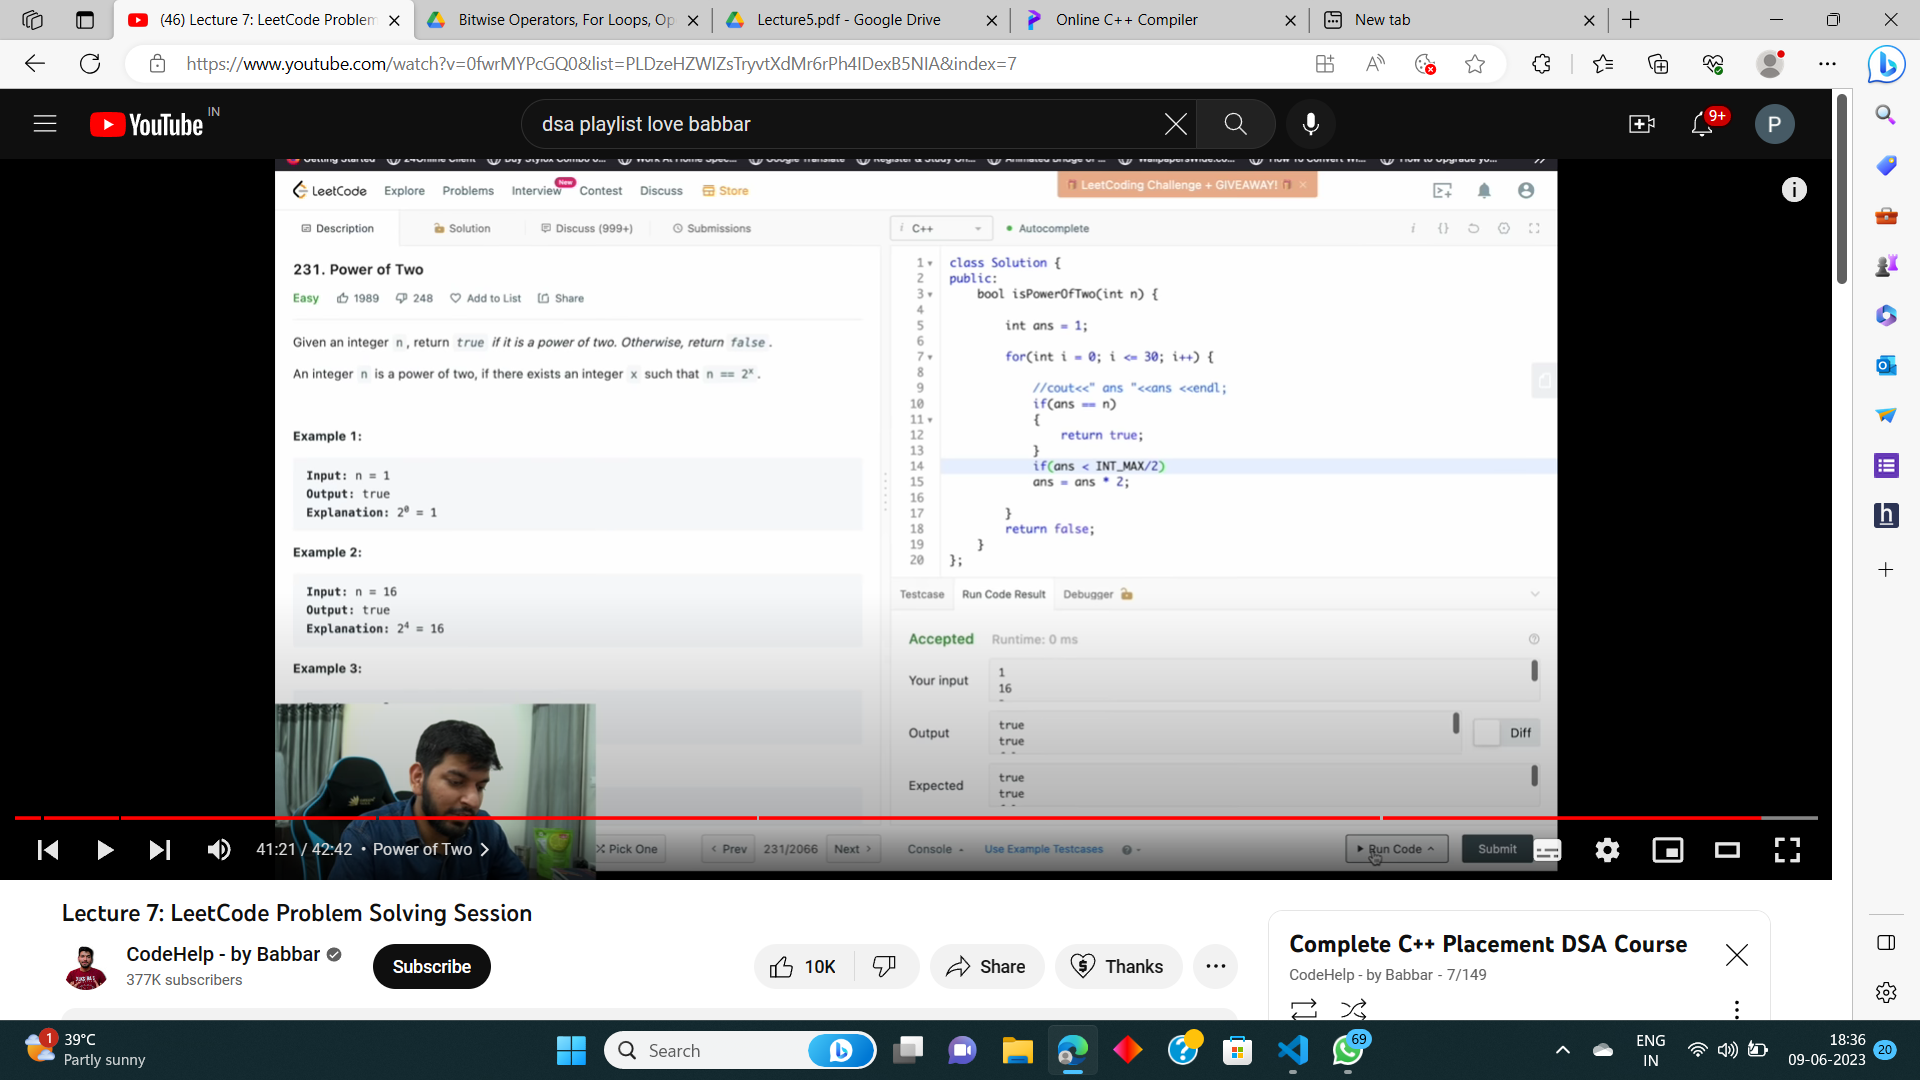 (46) Lecture 7: LeetCode Problem
Bitwise Operators, For Loops, Op
Lecture5.pdf - Google Drive
Online C++ Compiler
New tab
https://www.youtube.com/watch?v=0fwrMYPcGQ0&list=PLDzeHZWIZsTryvtXdMr6rPh4IDexB5NIA&index=7
YouTube IN
dsa playlist love babbar
9+
P
LeetCode Explore Problems Interview New Contest Discuss Store
LeetCoding Challenge + GIVEAWAY!
Description Solution Discuss (999+) Submissions
i C++ Autocomplete
231. Power of Two
Easy 1989 248 Add to List Share
Given an integer n, return true if it is a power of two. Otherwise, return false.
An integer n is a power of two, if there exists an integer x such that n == 2ˣ.
Example 1:
Input: n = 1
Output: true
Explanation: 2⁰ = 1
Example 2:
Input: n = 16
Output: true
Explanation: 2⁴ = 16
Example 3:
1 class Solution {
2 public:
3 bool isPowerOfTwo(int n) {
4
5 int ans = 1;
6
7 for(int i = 0; i <= 30; i++) {
8
9 //cout<<" ans "<<ans <<endl;
10 if(ans == n)
11 {
12 return true;
13 }
14 if(ans < INT_MAX/2)
15 ans = ans * 2;
16
17 }
18 return false;
19 }
20 };
Testcase Run Code Result Debugger
Accepted Runtime: 0 ms
Your input
1
16
Output
true
true
Diff
Expected
true
true
41:21 / 42:42 • Power of Two
Pick One < Prev 231/2066 Next > Console Use Example Testcases Run Code Submit
Lecture 7: LeetCode Problem Solving Session
CodeHelp - by Babbar
377K subscribers
Subscribe
10K
Share
Thanks
Complete C++ Placement DSA Course
CodeHelp - by Babbar - 7/149
1
39°C
Partly sunny
Search
69
ENG
IN
18:36
09-06-2023
20